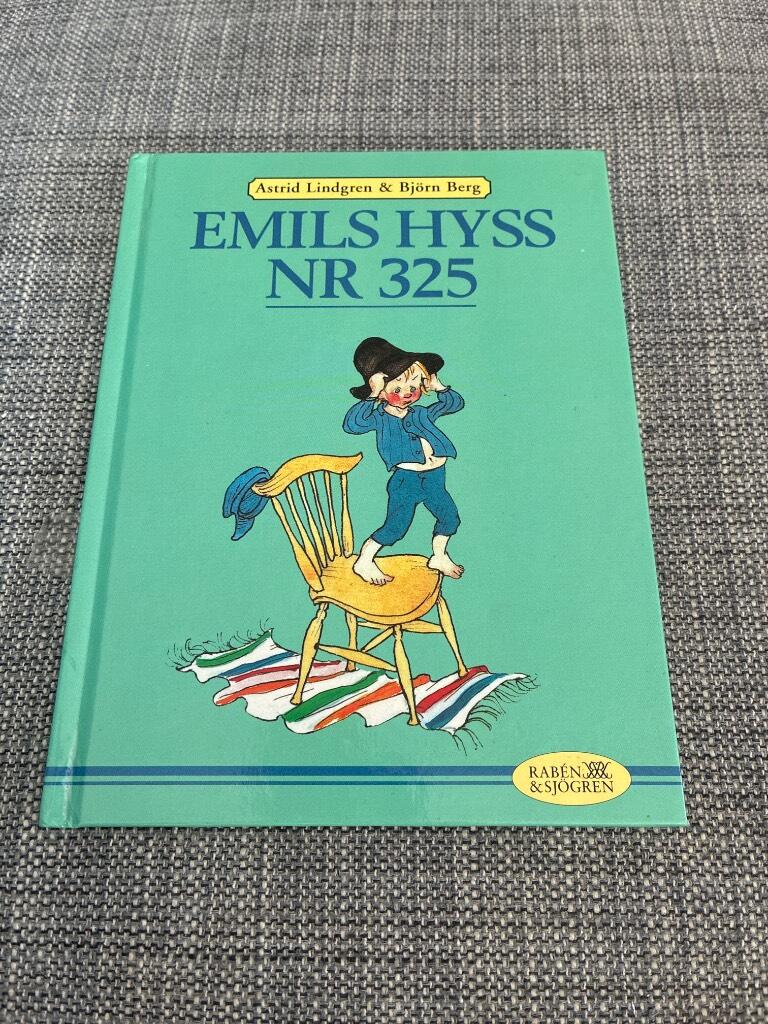 Astrid Lindgren & Björn Berg
EMILS HYSS
NR 325
RABÉN
& SJÖGREN